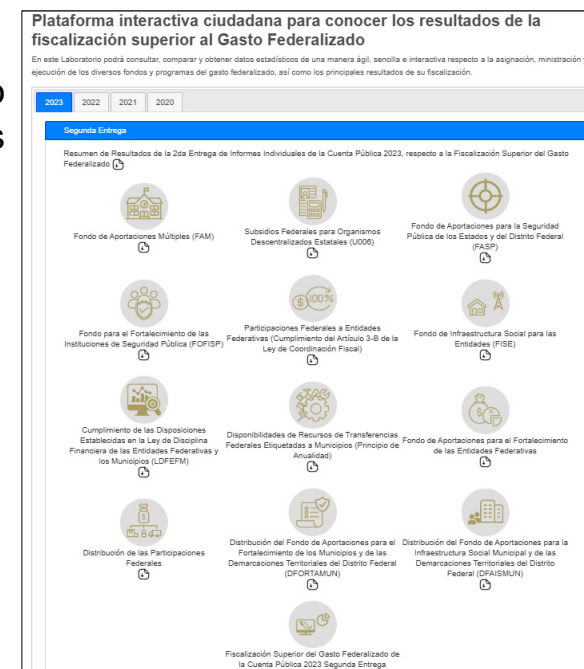 Plataforma interactiva ciudadana para conocer los resultados de la
fiscalización superior al Gasto Federalizado
En este Laboratorio podrá consultar, comparar y obtener datos estadísticos de una manera ágil, sencilla e interactiva respecto a la asignación, ministración y
ejecución de los diversos fondos y programas del gasto federalizado, así como los principales resultados de su fiscalización.
2023 2022 2021 2020
Segunda Entrega
Resumen de Resultados de la 2da Entrega de Informes Individuales de la Cuenta Pública 2023, respecto a la Fiscalización Superior del Gasto
Federalizado
Fondo de Aportaciones Múltiples (FAM)
Subsidios Federales para Organismos
Descentralizados Estatales (U006)
Fondo de Aportaciones para la Seguridad
Pública de los Estados y del Distrito Federal
(FASP)
Fondo para el Fortalecimiento de las
Instituciones de Seguridad Pública (FOFISP)
$ 100%
Participaciones Federales a Entidades
Federativas (Cumplimiento del Artículo 3-B de la
Ley de Coordinación Fiscal)
Fondo de Infraestructura Social para las
Entidades (FISE)
Cumplimiento de las Disposiciones
Establecidas en la Ley de Disciplina
Financiera de las Entidades Federativas y
los Municipios (LDFEFM)
Disponibilidades de Recursos de Transferencias
Federales Etiquetadas a Municipios (Principio de
Anualidad)
Fondo de Aportaciones para el Fortalecimiento
de las Entidades Federativas
Distribución de las Participaciones
Federales
Distribución del Fondo de Aportaciones para el
Fortalecimiento de los Municipios y de las
Demarcaciones Territoriales del Distrito Federal
(DFORTAMUN)
Distribución del Fondo de Aportaciones para la
Infraestructura Social Municipal y de las
Demarcaciones Territoriales del Distrito
Federal (DFAISMUN)
Fiscalización Superior del Gasto Federalizado de
la Cuenta Pública 2023 Segunda Entrega